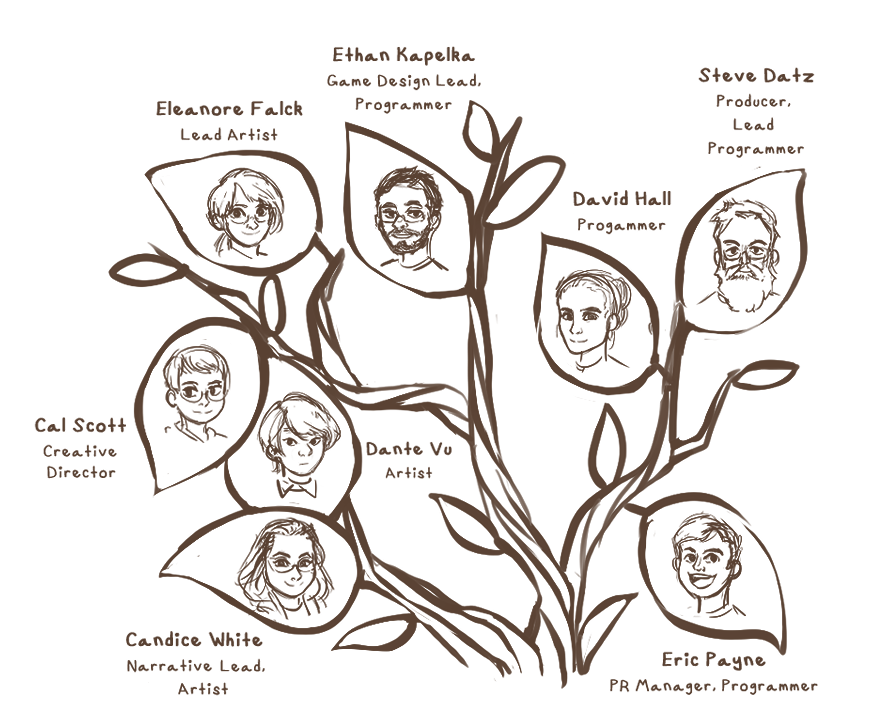 Ethan Kapelka
Game Design Lead,
Programmer
Steve Datz
Producer,
Lead
Programmer
Eleanore Falck
Lead Artist
David Hall
Progammer
Cal Scott
Creative
Director
Dante Vu
Artist
Candice White
Narrative Lead,
Artist
Eric Payne
PR Manager, Programmer